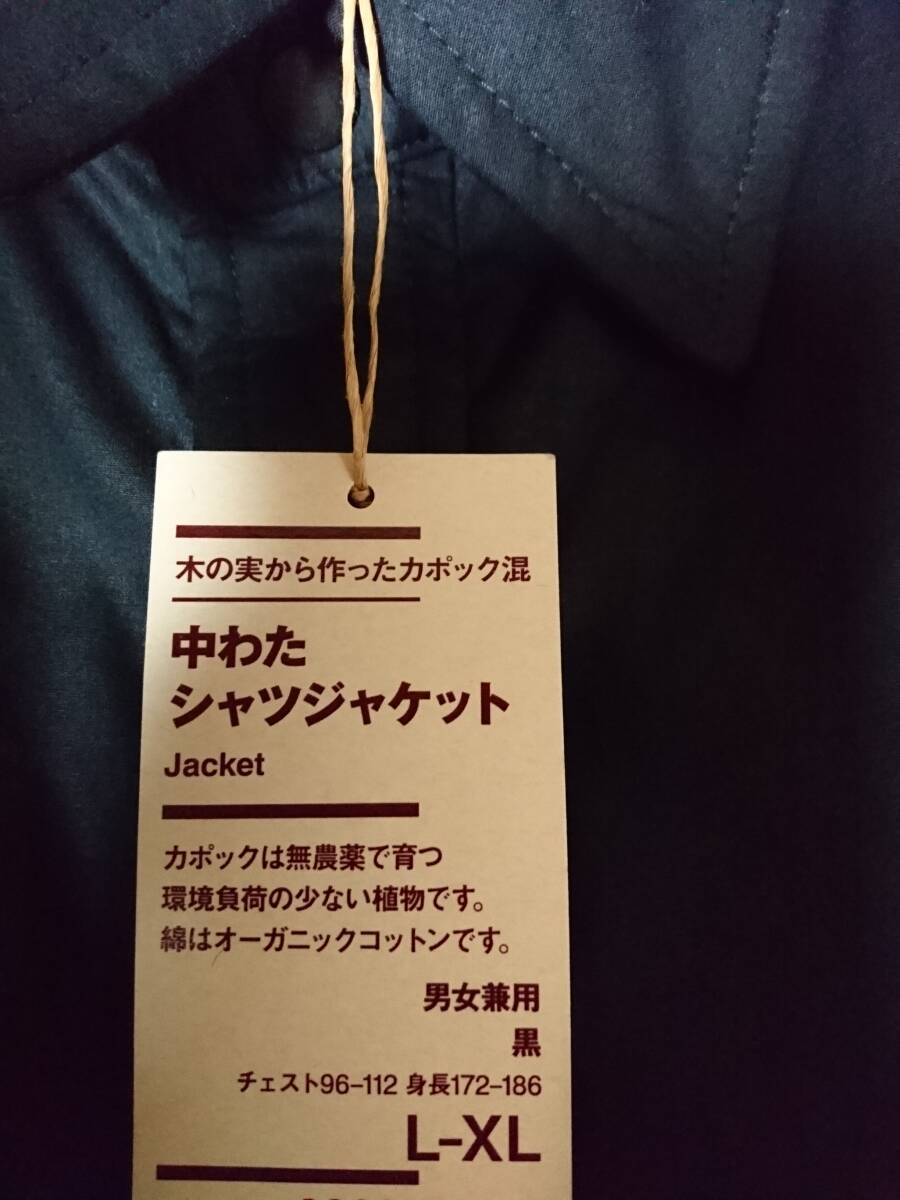 木の実から作ったカポック混
中わた
シャツジャケット
Jacket
カポックは無農薬で育つ
環境負荷の少ない植物です。
綿はオーガニックコットンです。
男女兼用
黒
チェスト96–112 身長172–186
L–XL